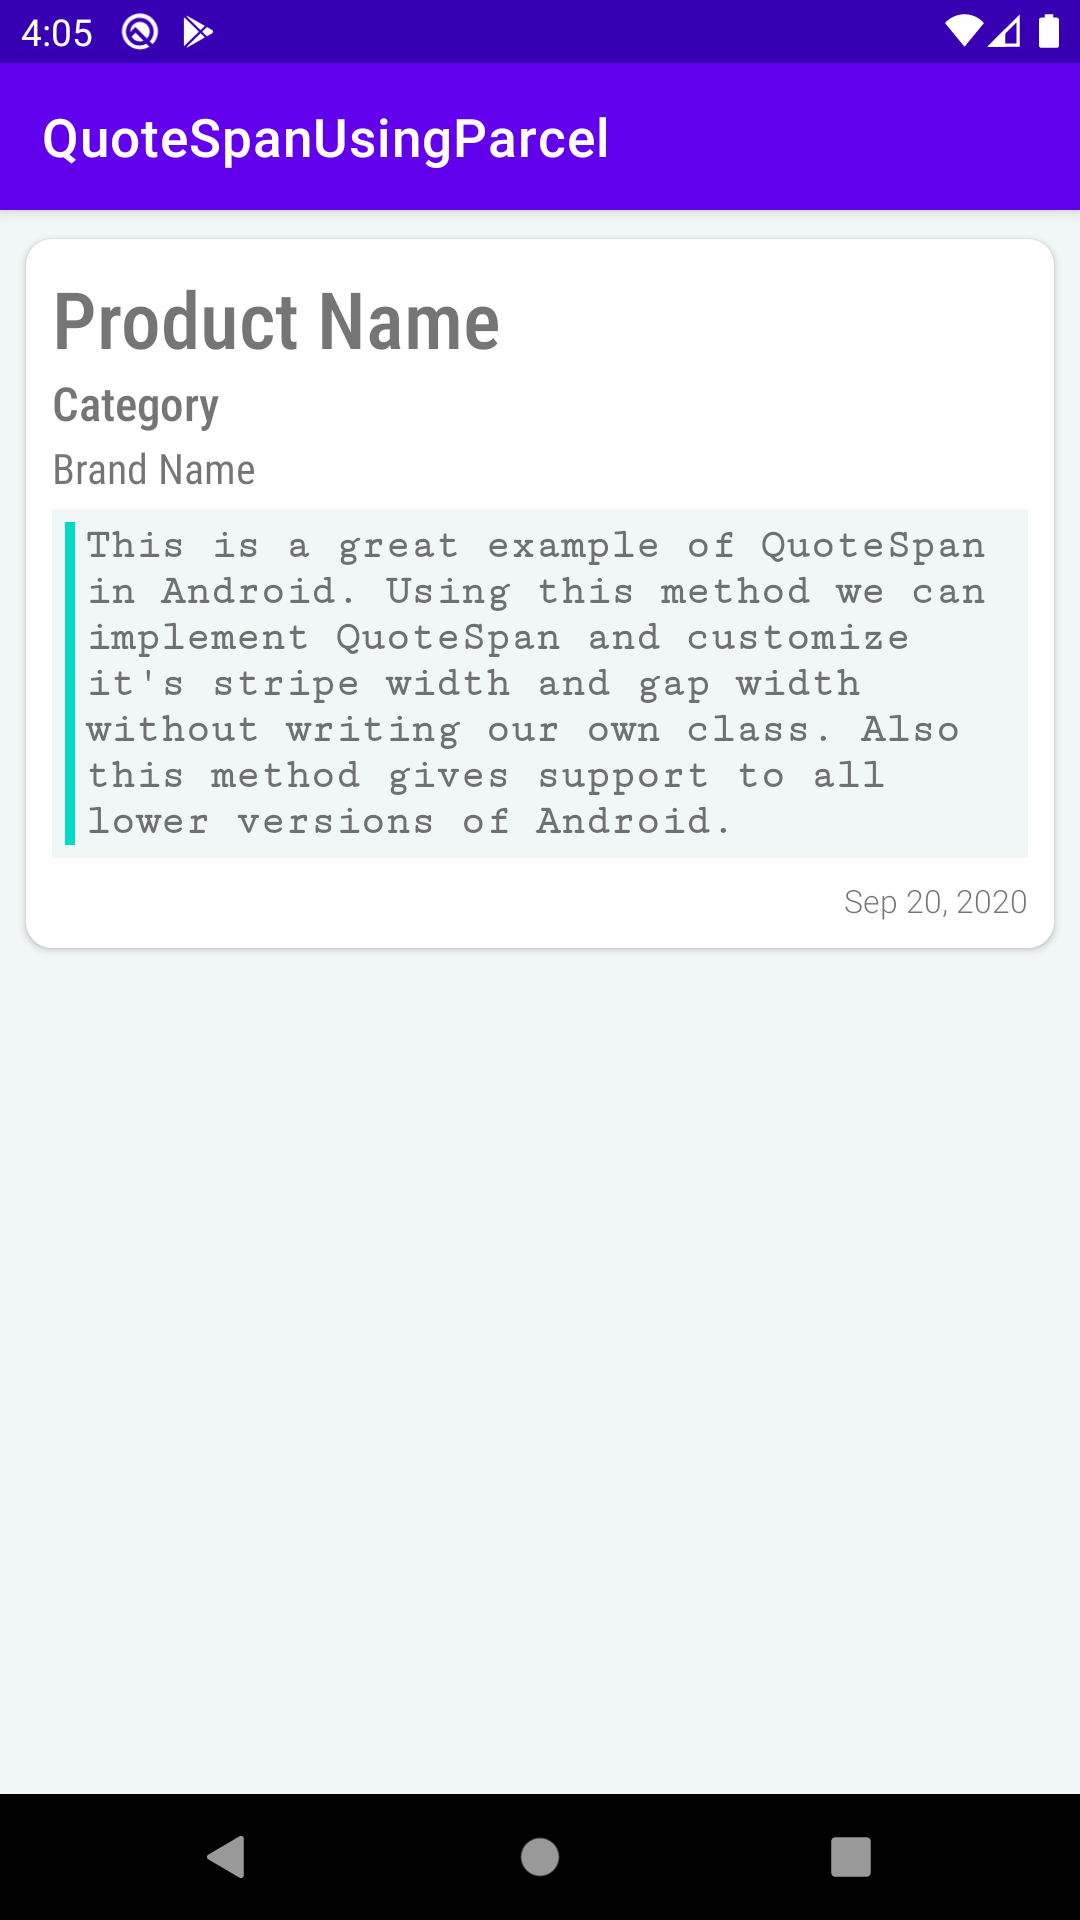 4:05
QuoteSpanUsingParcel
Product Name
Category
Brand Name
This is a great example of QuoteSpan
in Android. Using this method we can
implement QuoteSpan and customize
it's stripe width and gap width
without writing our own class. Also
this method gives support to all
lower versions of Android.
Sep 20, 2020